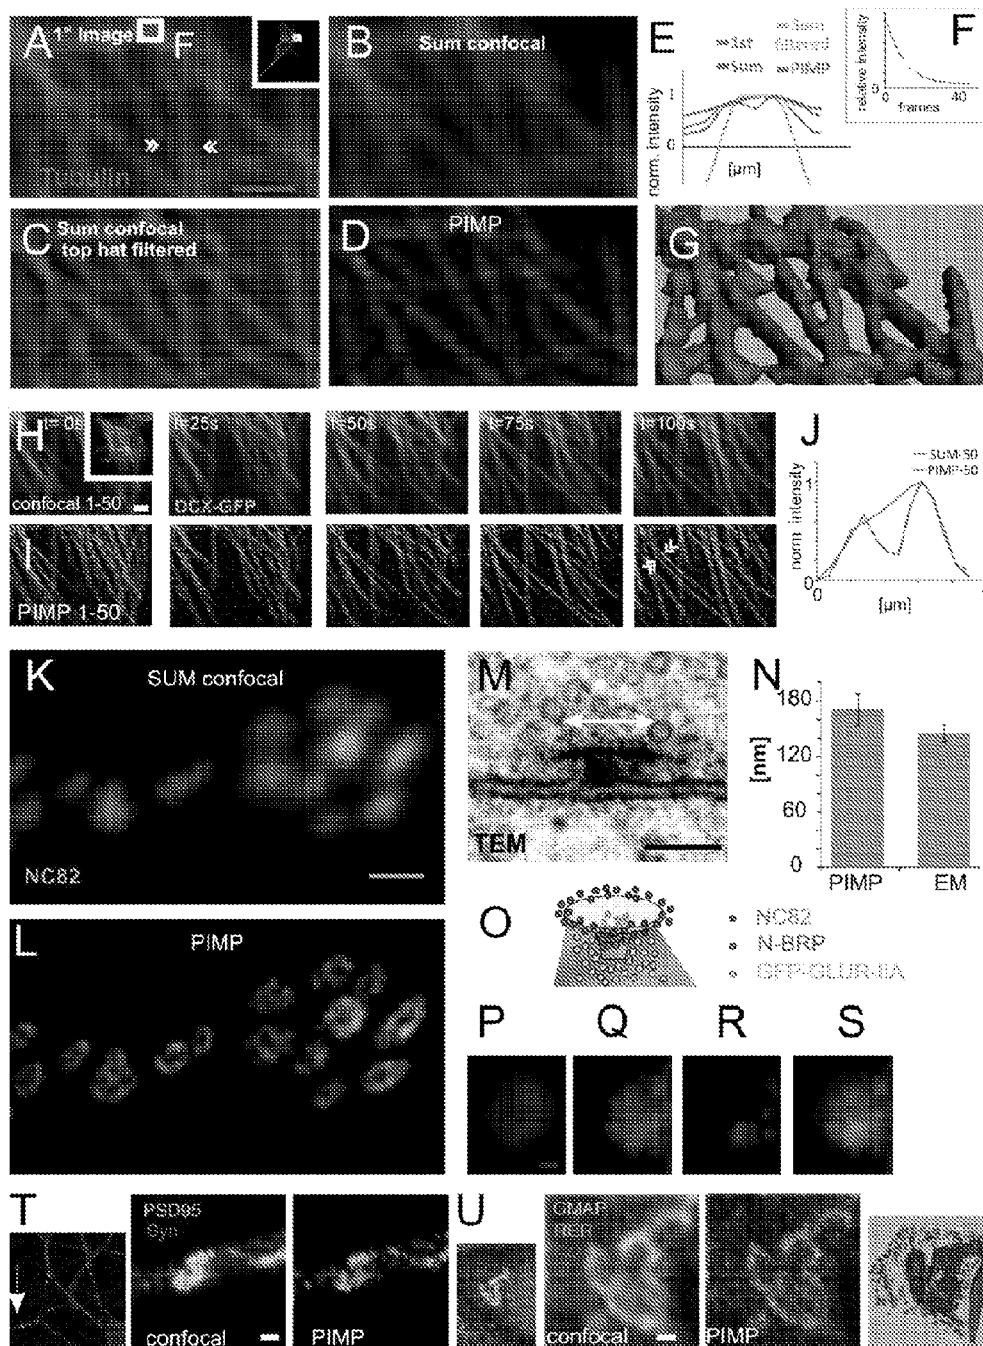 A 1st Image F
B Sum confocal
E
1st
Sum
Sum
filtered
PIMP
norm. intensity
1
0
[µm]
F
relative intensity
0
0 40
frames
C Sum confocal
top hat filtered
D PIMP
G
H t= 0s
t=25s
t=50s
t=75s
t=100s
confocal 1-50
DCX-GFP
PIMP 1-50
J
SUM-50
PIMP-50
norm. intensity
1
0
0
[µm]
K SUM confocal
NC82
L PIMP
M
TEM
N
[nm]
180
120
60
0
PIMP EM
O
NC82
N-BRP
GFP-GLUR-IIA
P Q R S
T
PSD95
Syn
confocal
PIMP
U
GMAP
confocal
PIMP